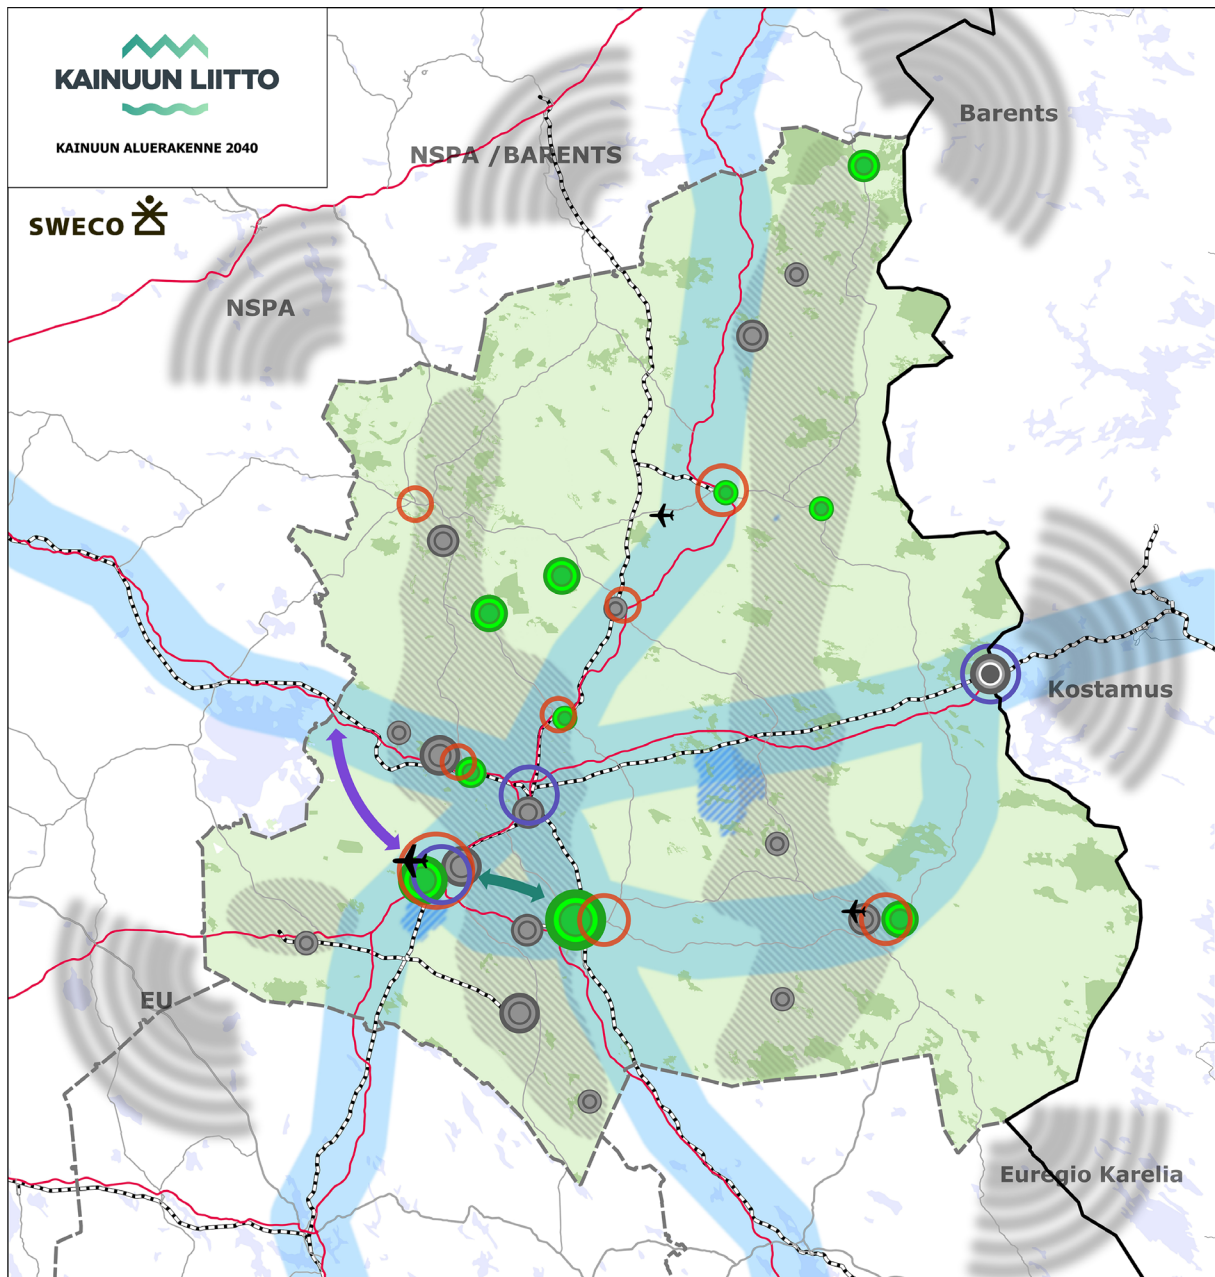 KAINUUN LIITTO
KAINUUN ALUERAKENNE 2040
SWECO
Barents
NSPA /BARENTS
NSPA
Kostamus
EU
Euregio Karelia